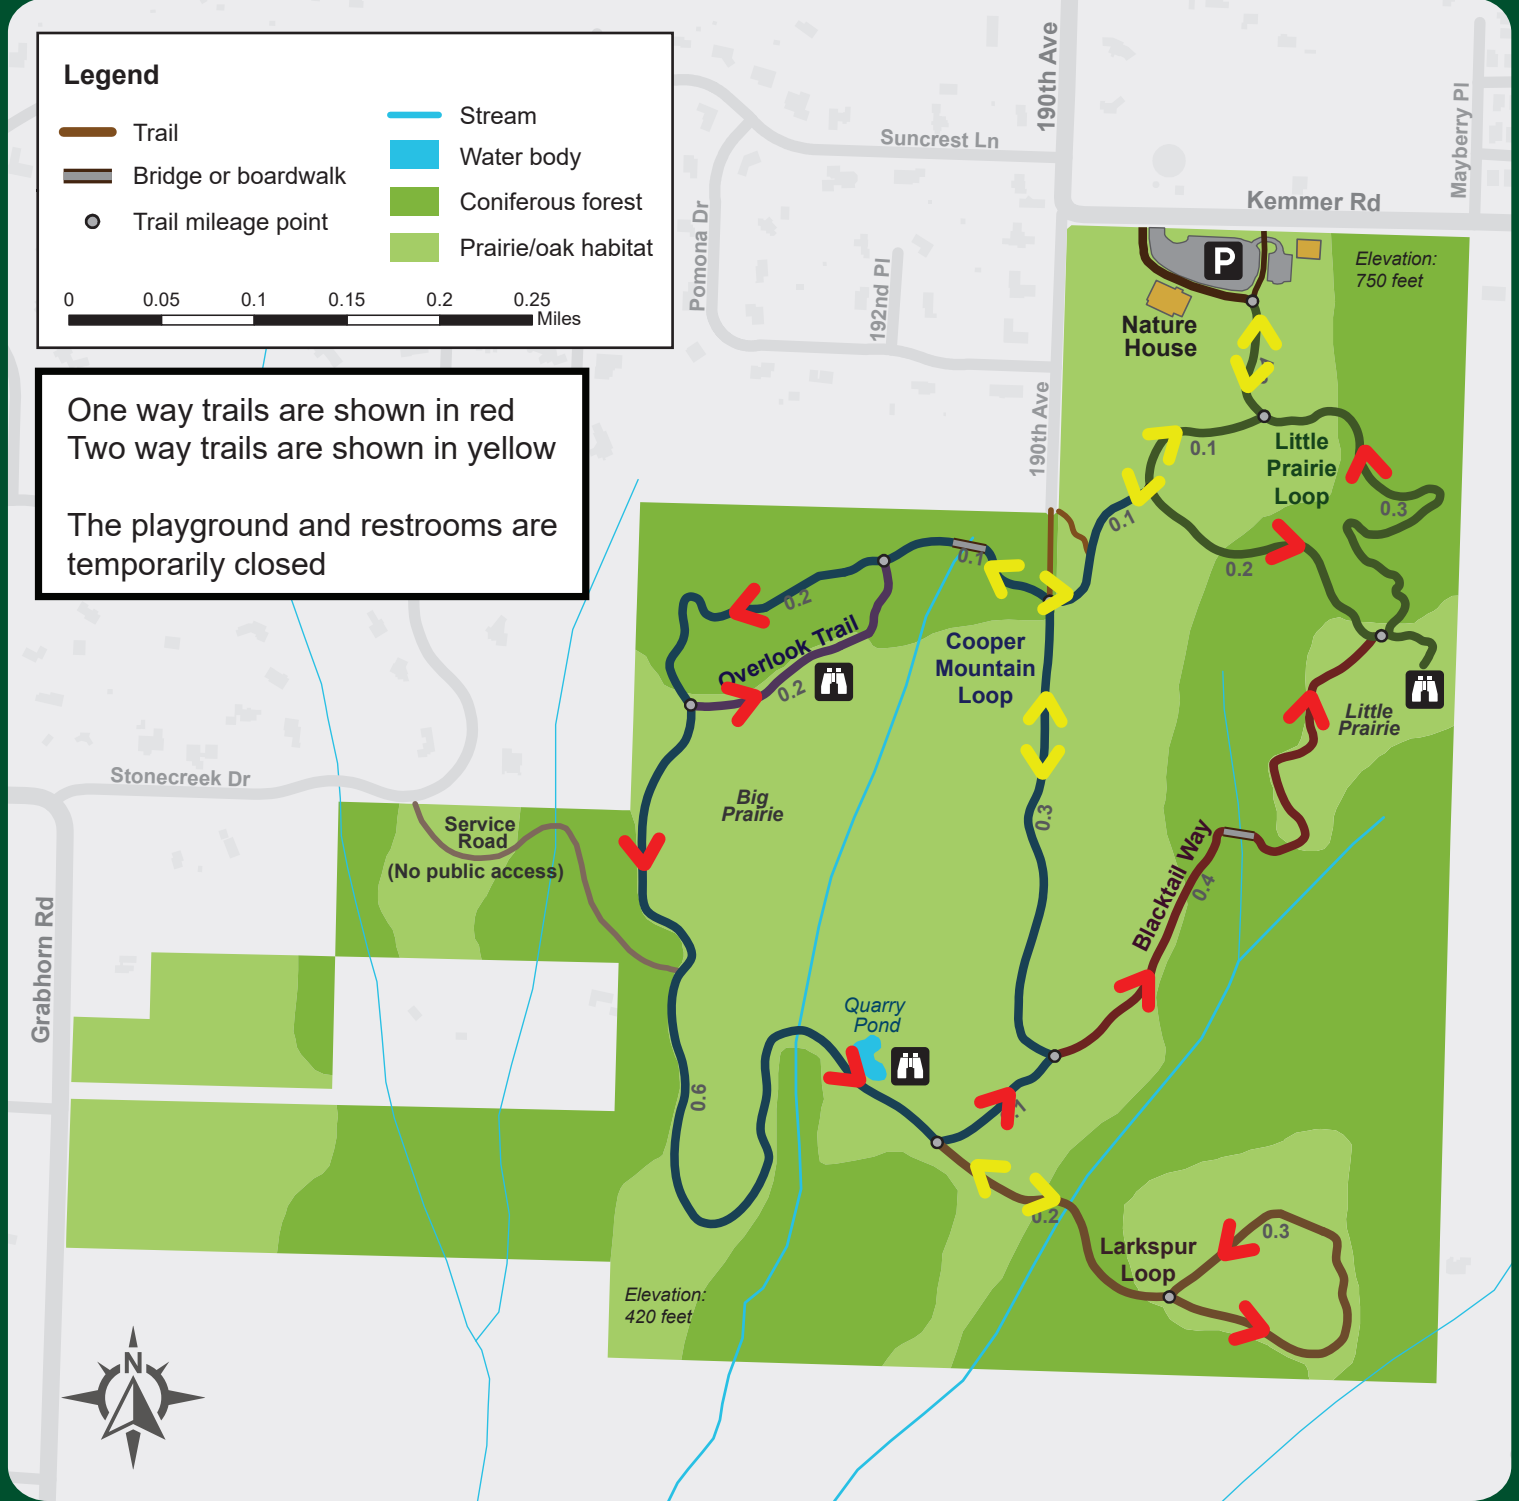 Legend
Trail
Bridge or boardwalk
Trail mileage point
Stream
Water body
Coniferous forest
Prairie/oak habitat
0 0.05 0.1 0.15 0.2 0.25
Miles
One way trails are shown in red
Two way trails are shown in yellow
The playground and restrooms are
temporarily closed
190th Ave
Suncrest Ln
Mayberry Pl
Kemmer Rd
Pomona Dr
192nd Pl
190th Ave
P
Elevation:
750 feet
Nature
House
Little
Prairie
Loop
0.1
0.3
0.1
0.2
0.1
0.2
Overlook Trail
0.2
Cooper
Mountain
Loop
Little
Prairie
Stonecreek Dr
Big
Prairie
0.3
Service
Road
(No public access)
Blacktail Way
0.4
Grabhorn Rd
Quarry
Pond
0.6
0.2
Larkspur
Loop
0.3
Elevation:
420 feet
N